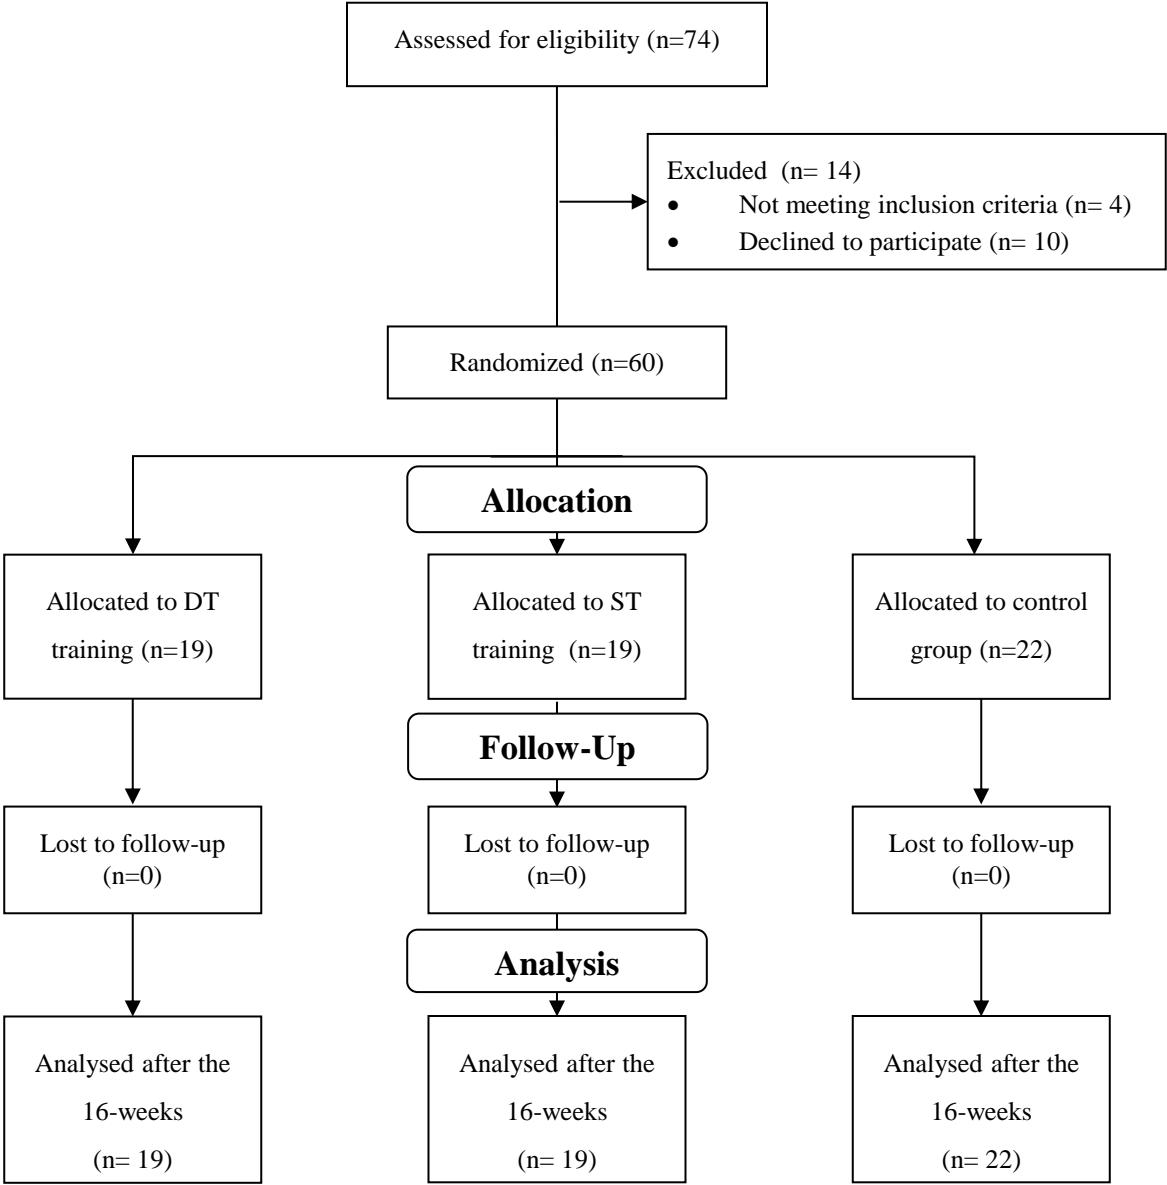 Assessed for eligibility (n=74)
Excluded  (n= 14)
• Not meeting inclusion criteria (n= 4)
• Declined to participate (n= 10)
Randomized (n=60)
Allocation
Allocated to DT
training (n=19)
Allocated to ST
training  (n=19)
Allocated to control
group (n=22)
Follow-Up
Lost to follow-up
(n=0)
Lost to follow-up
(n=0)
Lost to follow-up
(n=0)
Analysis
Analysed after the
16-weeks
(n= 19)
Analysed after the
16-weeks
(n= 19)
Analysed after the
16-weeks
(n= 22)